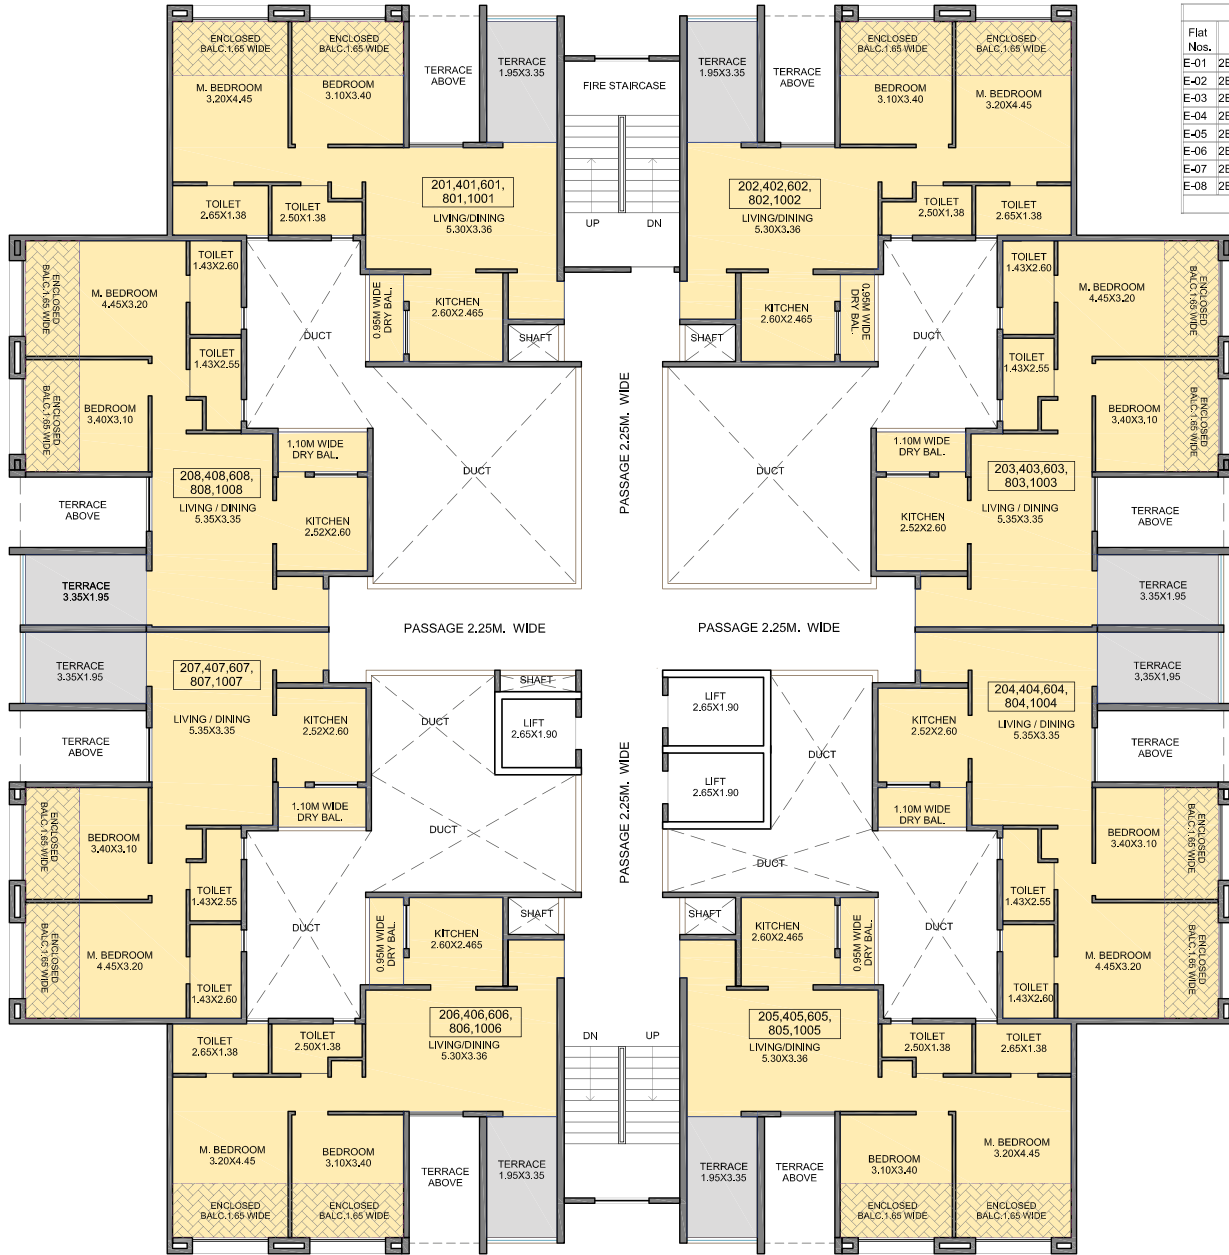 ENCLOSED
BALC.1.65 WIDE
M. BEDROOM
3.20X4.45
ENCLOSED
BALC.1.65 WIDE
BEDROOM
3.10X3.40
TERRACE
ABOVE
TERRACE
1.95X3.35
FIRE STAIRCASE
UP
DN
TERRACE
1.95X3.35
TERRACE
ABOVE
ENCLOSED
BALC.1.65 WIDE
BEDROOM
3.10X3.40
ENCLOSED
BALC.1.65 WIDE
M. BEDROOM
3.20X4.45
Flat
Nos.
E-01 2B
E-02 2B
E-03 2B
E-04 2B
E-05 2B
E-06 2B
E-07 2B
E-08 2B
TOILET
2.65X1.38
TOILET
2.50X1.38
201,401,601,
801,1001
LIVING/DINING
5.30X3.36
202,402,602,
802,1002
LIVING/DINING
5.30X3.36
TOILET
2.50X1.38
TOILET
2.65X1.38
ENCLOSED
BALC.1.65 WIDE
M. BEDROOM
4.45X3.20
TOILET
1.43X2.60
DUCT
0.95M WIDE
DRY BAL.
KITCHEN
2.60X2.465
SHAFT
SHAFT
KITCHEN
2.60X2.465
0.95M WIDE
DRY BAL
DUCT
TOILET
1.43X2.60
M. BEDROOM
4.45X3.20
ENCLOSED
BALC.1.65 WIDE
ENCLOSED
BALC.1.65 WIDE
BEDROOM
3.40X3.10
TOILET
1.43X2.55
TOILET
1.43X2.55
BEDROOM
3.40X3.10
ENCLOSED
BALC.1.65 WIDE
1.10M WIDE
DRY BAL.
DUCT
PASSAGE 2.25M. WIDE
DUCT
1.10M WIDE
DRY BAL.
TERRACE
ABOVE
208,408,608,
808,1008
LIVING / DINING
5.35X3.35
KITCHEN
2.52X2.60
KITCHEN
2.52X2.60
203,403,603,
803,1003
LIVING / DINING
5.35X3.35
TERRACE
ABOVE
TERRACE
3.35X1.95
TERRACE
3.35X1.95
PASSAGE 2.25M. WIDE
PASSAGE 2.25M. WIDE
TERRACE
3.35X1.95
207,407,607,
807,1007
LIVING / DINING
5.35X3.35
KITCHEN
2.52X2.60
DUCT
SHAFT
LIFT
2.65X1.90
LIFT
2.65X1.90
DUCT
KITCHEN
2.52X2.60
204,404,604,
804,1004
LIVING / DINING
5.35X3.35
TERRACE
3.35X1.95
TERRACE
ABOVE
TERRACE
ABOVE
LIFT
2.65X1.90
PASSAGE 2.25M. WIDE
1.10M WIDE
DRY BAL.
DUCT
DUCT
1.10M WIDE
DRY BAL.
ENCLOSED
BALC.1.65 WIDE
BEDROOM
3.40X3.10
TOILET
1.43X2.55
TOILET
1.43X2.55
BEDROOM
3.40X3.10
ENCLOSED
BALC.1.65 WIDE
ENCLOSED
BALC.1.65 WIDE
M. BEDROOM
4.45X3.20
TOILET
1.43X2.60
DUCT
0.95M WIDE
DRY BAL.
KITCHEN
2.60X2.465
SHAFT
SHAFT
KITCHEN
2.60X2.465
0.95M WIDE
DRY BAL.
DUCT
TOILET
1.43X2.60
M. BEDROOM
4.45X3.20
ENCLOSED
BALC.1.65 WIDE
TOILET
2.65X1.38
TOILET
2.50X1.38
206,406,606,
806,1006
LIVING/DINING
5.30X3.36
DN
UP
205,405,605,
805,1005
LIVING/DINING
5.30X3.36
TOILET
2.50X1.38
TOILET
2.65X1.38
M. BEDROOM
3.20X4.45
ENCLOSED
BALC.1.65 WIDE
BEDROOM
3.10X3.40
ENCLOSED
BALC.1.65 WIDE
TERRACE
ABOVE
TERRACE
1.95X3.35
TERRACE
1.95X3.35
TERRACE
ABOVE
BEDROOM
3.10X3.40
ENCLOSED
BALC.1.65 WIDE
M. BEDROOM
3.20X4.45
ENCLOSED
BALC.1.65 WIDE